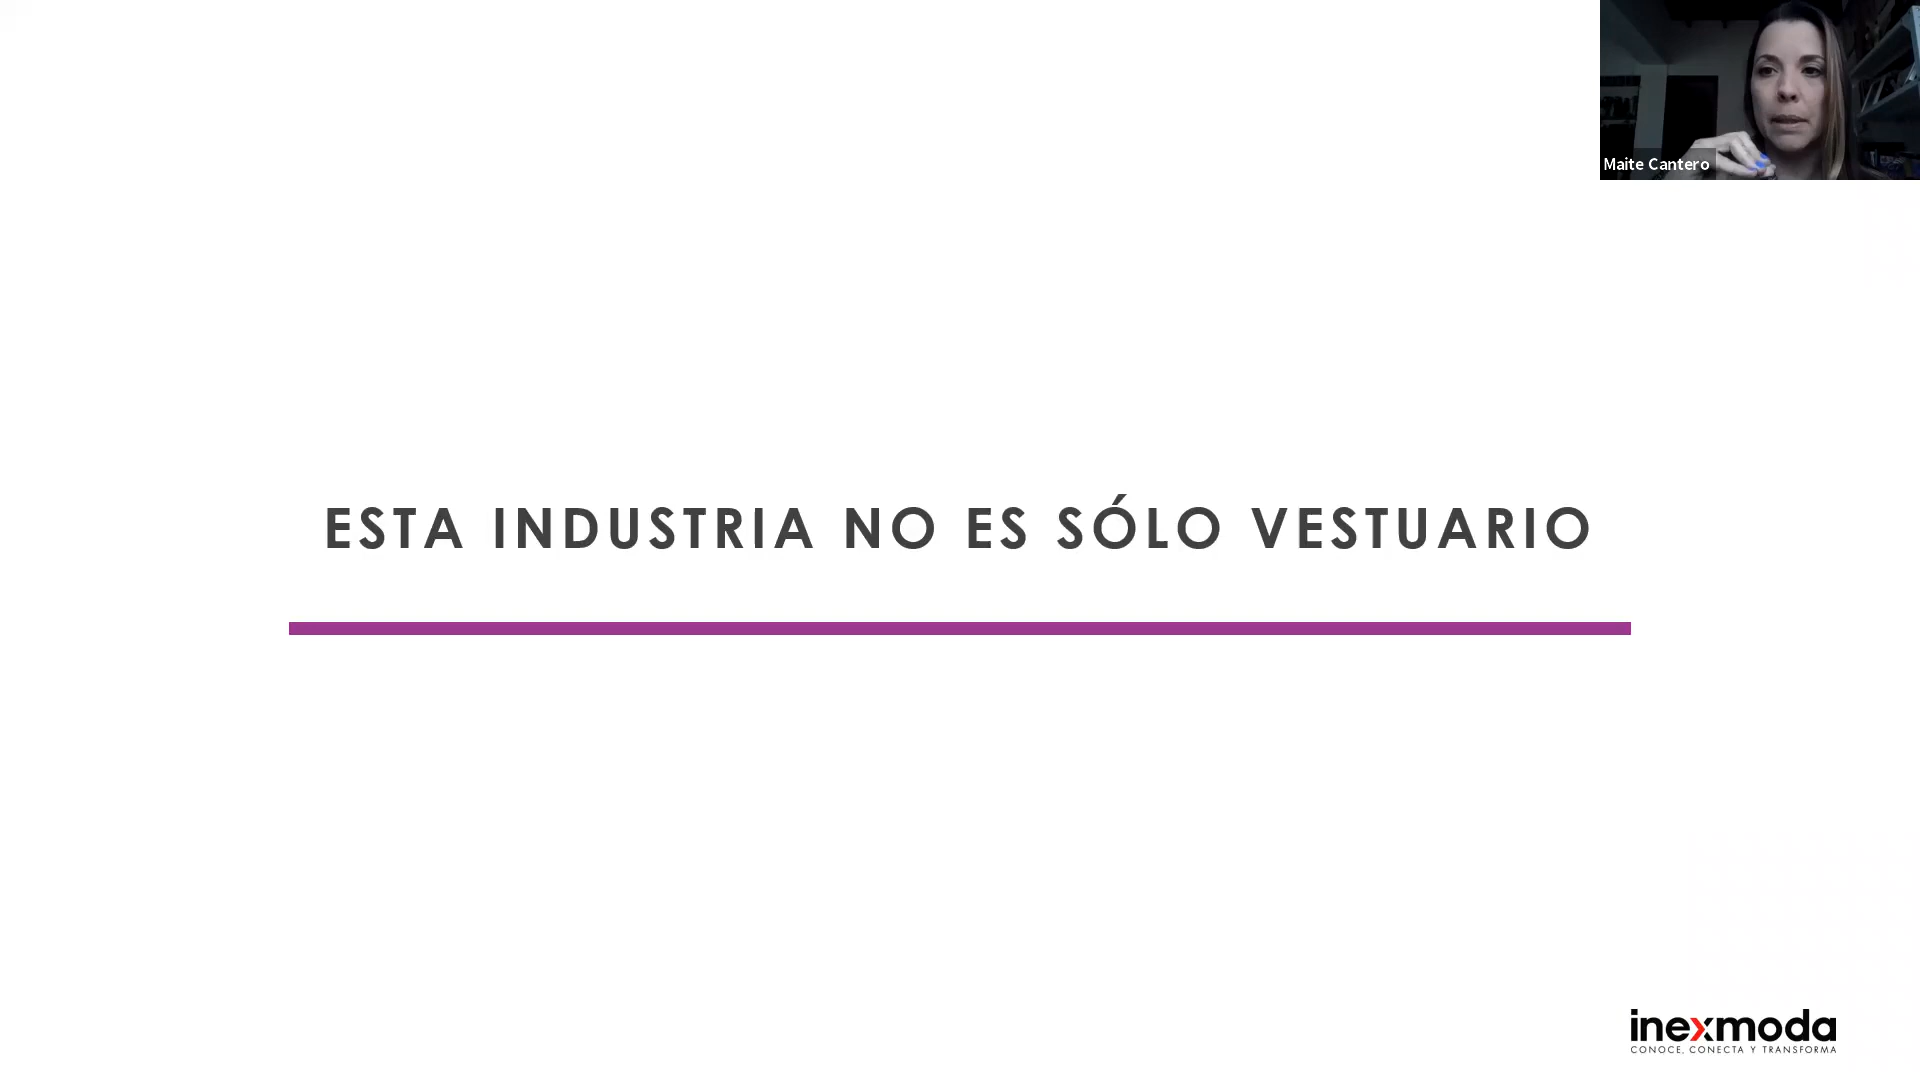 Maite Cantero
ESTA INDUSTRIA NO ES SÓLO VESTUARIO
inexmoda
CONOCE, CONECTA Y TRANSFORMA